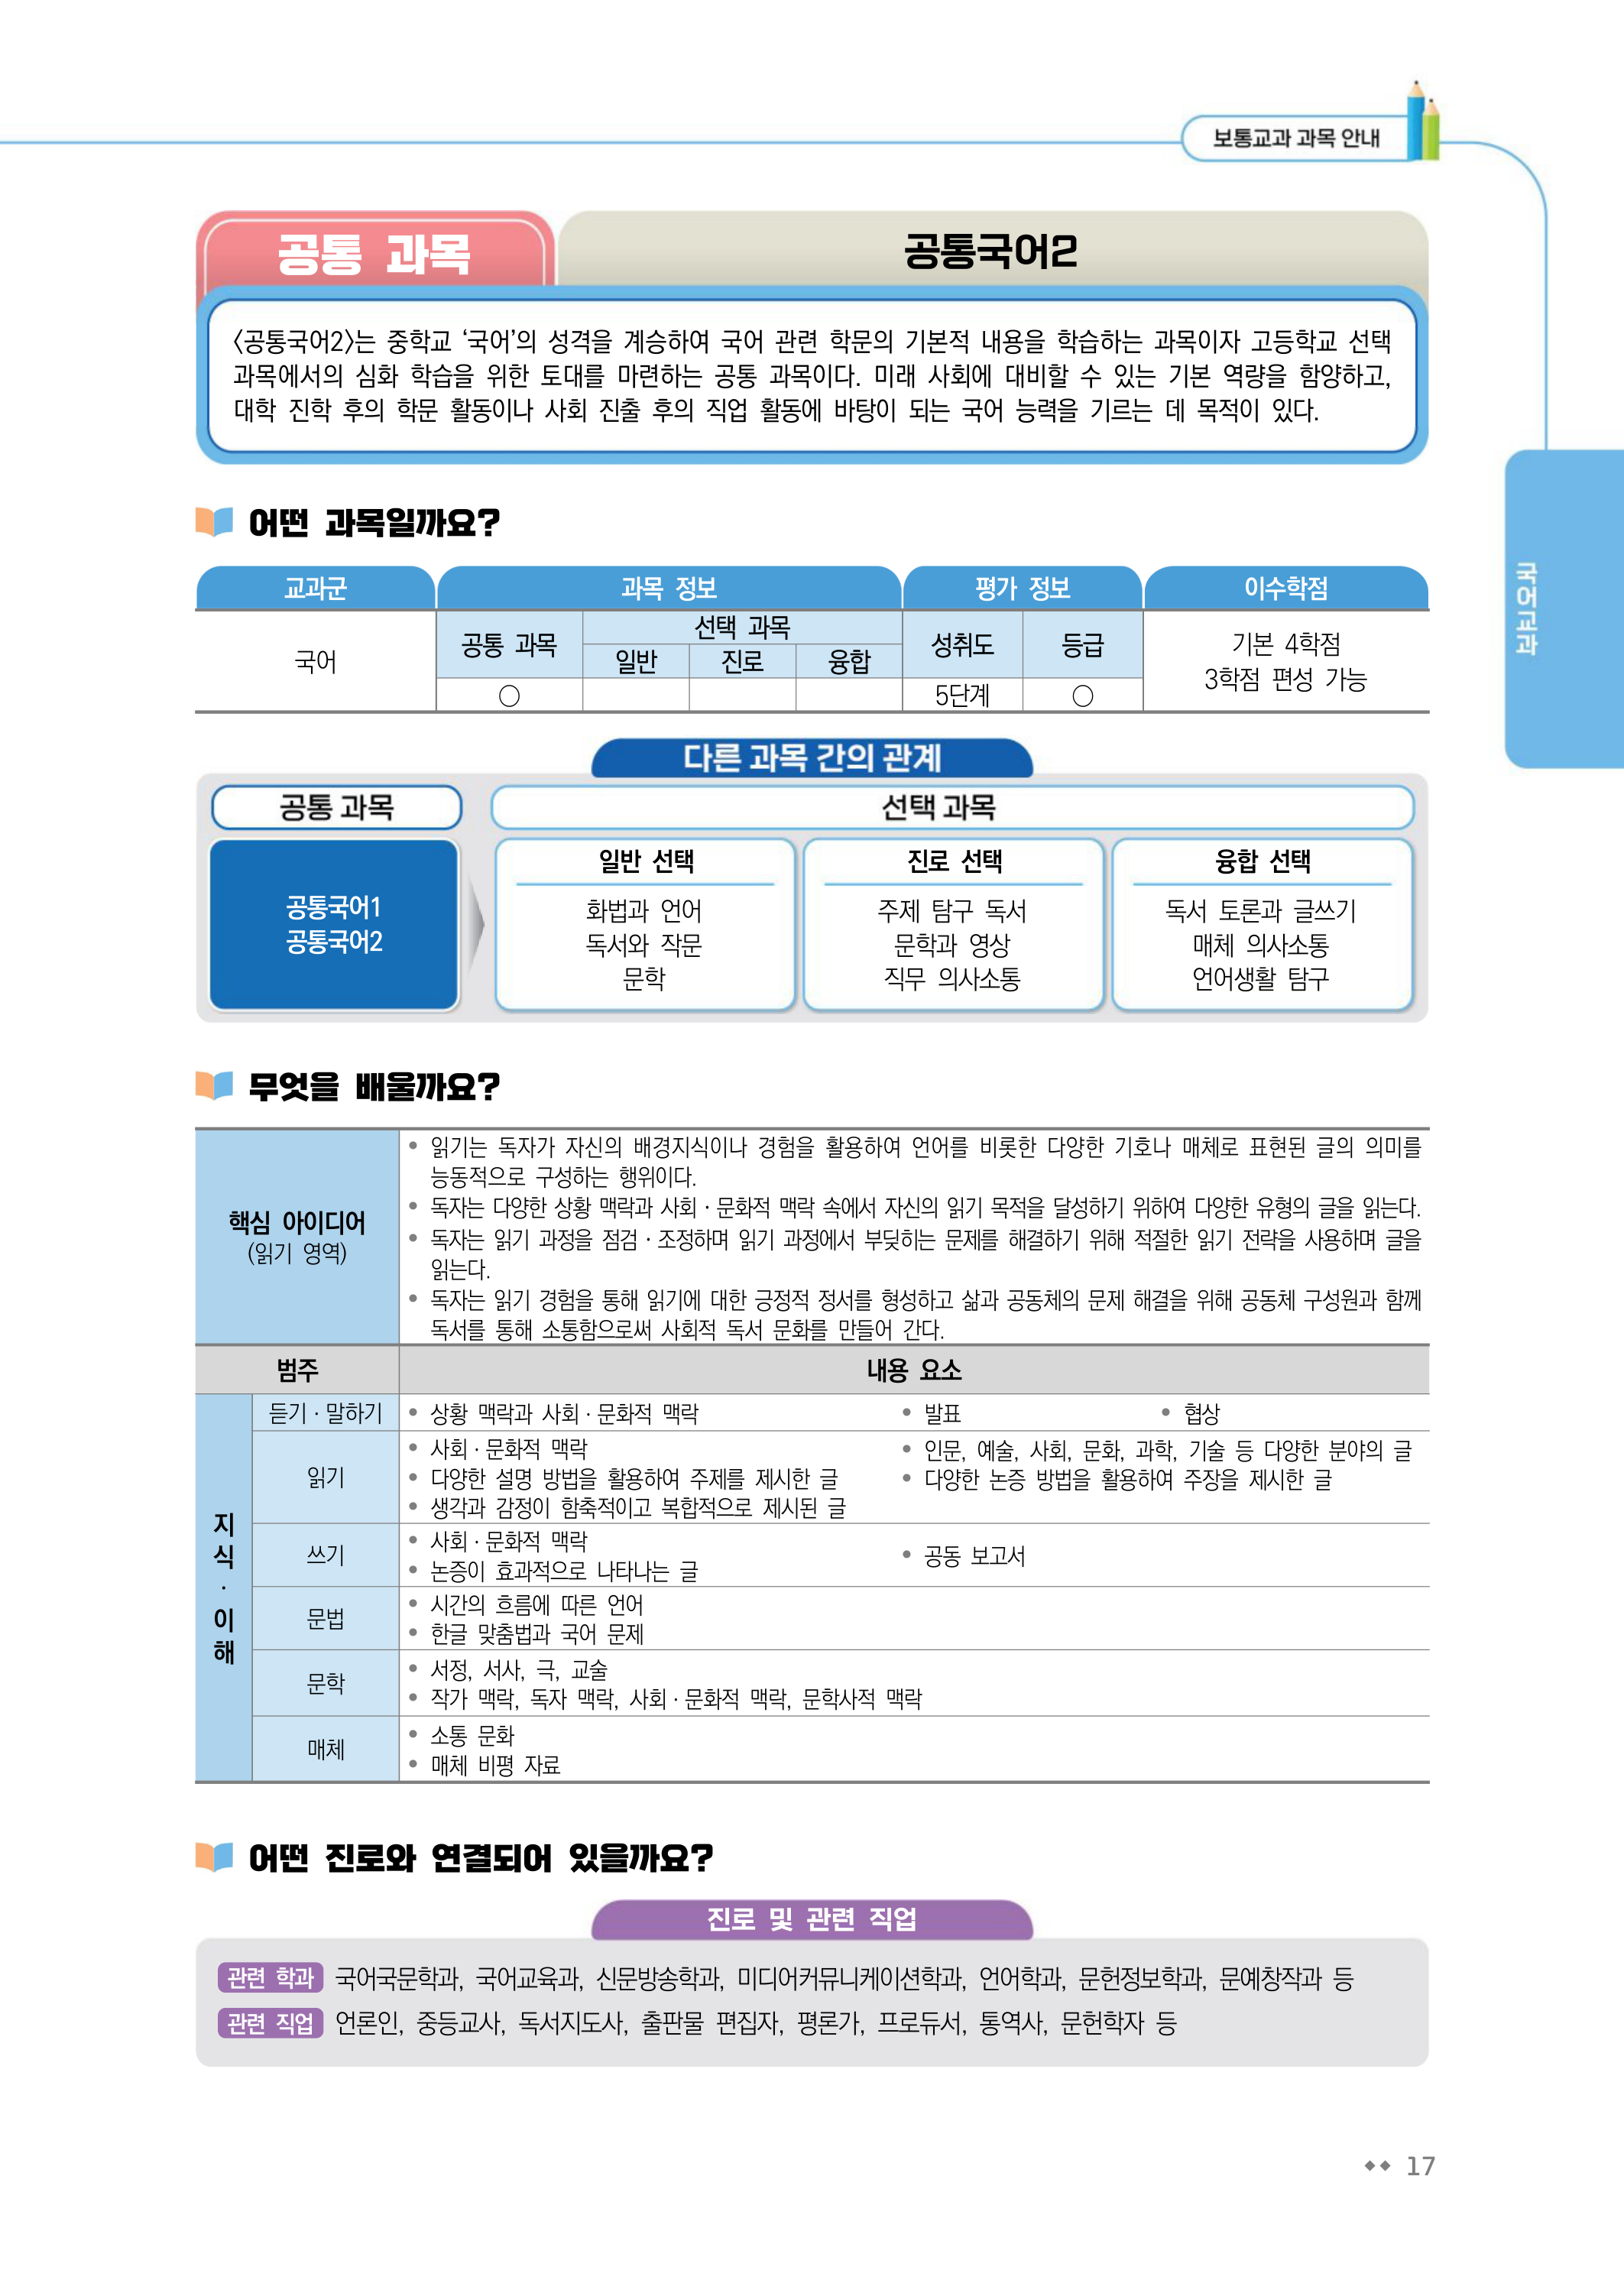 보통교과 과목 안내
공통 과목
공통국어2
〈공통국어2〉는 중학교 ‘국어’의 성격을 계승하여 국어 관련 학문의 기본적 내용을 학습하는 과목이자 고등학교 선택
과목에서의 심화 학습을 위한 토대를 마련하는 공통 과목이다. 미래 사회에 대비할 수 있는 기본 역량을 함양하고,
대학 진학 후의 학문 활동이나 사회 진출 후의 직업 활동에 바탕이 되는 국어 능력을 기르는 데 목적이 있다.
국어교과
어떤 과목일까요?
교과군 과목 정보 평가 정보 이수학점
국어
공통 과목
선택 과목
일반 진로 융합
성취도 등급
기본 4학점
3학점 편성 가능
○ 5단계 ○
다른 과목 간의 관계
공통 과목 선택 과목
공통국어1
공통국어2
일반 선택
화법과 언어
독서와 작문
문학
진로 선택
주제 탐구 독서
문학과 영상
직무 의사소통
융합 선택
독서 토론과 글쓰기
매체 의사소통
언어생활 탐구
무엇을 배울까요?
핵심 아이디어
(읽기 영역)
• 읽기는 독자가 자신의 배경지식이나 경험을 활용하여 언어를 비롯한 다양한 기호나 매체로 표현된 글의 의미를
능동적으로 구성하는 행위이다.
• 독자는 다양한 상황 맥락과 사회·문화적 맥락 속에서 자신의 읽기 목적을 달성하기 위하여 다양한 유형의 글을 읽는다.
• 독자는 읽기 과정을 점검·조정하며 읽기 과정에서 부딪히는 문제를 해결하기 위해 적절한 읽기 전략을 사용하며 글을
읽는다.
• 독자는 읽기 경험을 통해 읽기에 대한 긍정적 정서를 형성하고 삶과 공동체의 문제 해결을 위해 공동체 구성원과 함께
독서를 통해 소통함으로써 사회적 독서 문화를 만들어 간다.
범주 내용 요소
지식·이해
듣기·말하기
• 상황 맥락과 사회·문화적 맥락 • 발표 • 협상
읽기
• 사회·문화적 맥락
• 다양한 설명 방법을 활용하여 주제를 제시한 글
• 생각과 감정이 함축적이고 복합적으로 제시된 글
• 인문, 예술, 사회, 문화, 과학, 기술 등 다양한 분야의 글
• 다양한 논증 방법을 활용하여 주장을 제시한 글
쓰기
• 사회·문화적 맥락
• 논증이 효과적으로 나타나는 글
• 공동 보고서
문법
• 시간의 흐름에 따른 언어
• 한글 맞춤법과 국어 문제
문학
• 서정, 서사, 극, 교술
• 작가 맥락, 독자 맥락, 사회·문화적 맥락, 문학사적 맥락
매체
• 소통 문화
• 매체 비평 자료
어떤 진로와 연결되어 있을까요?
진로 및 관련 직업
관련 학과 국어국문학과, 국어교육과, 신문방송학과, 미디어커뮤니케이션학과, 언어학과, 문헌정보학과, 문예창작과 등
관련 직업 언론인, 중등교사, 독서지도사, 출판물 편집자, 평론가, 프로듀서, 통역사, 문헌학자 등
◆◆ 17